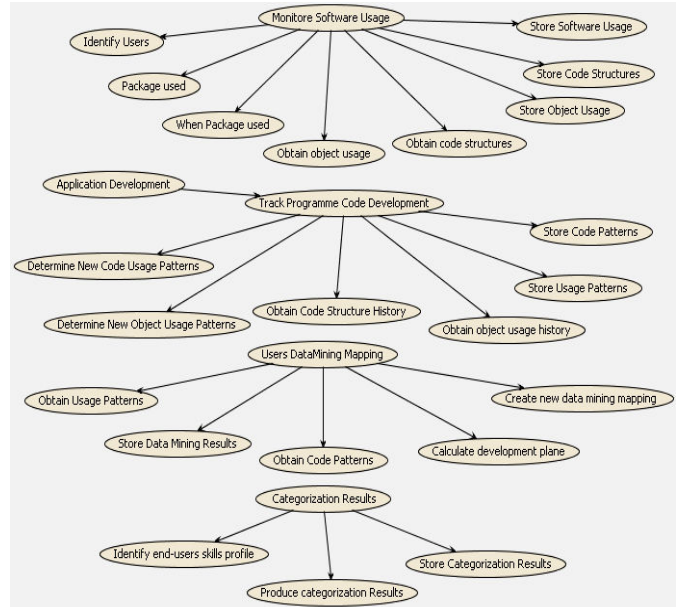 Monitore Software Usage
Store Software Usage
Identify Users
Store Code Structures
Package used
Store Object Usage
When Package used
Obtain code structures
Obtain object usage
Application Development
Track Programme Code Development
Store Code Patterns
Determine New Code Usage Patterns
Store Usage Patterns
Obtain Code Structure History
Determine New Object Usage Patterns
Obtain object usage history
Users DataMining Mapping
Create new data mining mapping
Obtain Usage Patterns
Store Data Mining Results
Calculate development plane
Obtain Code Patterns
Categorization Results
Identify end-users skills profile
Store Categorization Results
Produce categorization Results